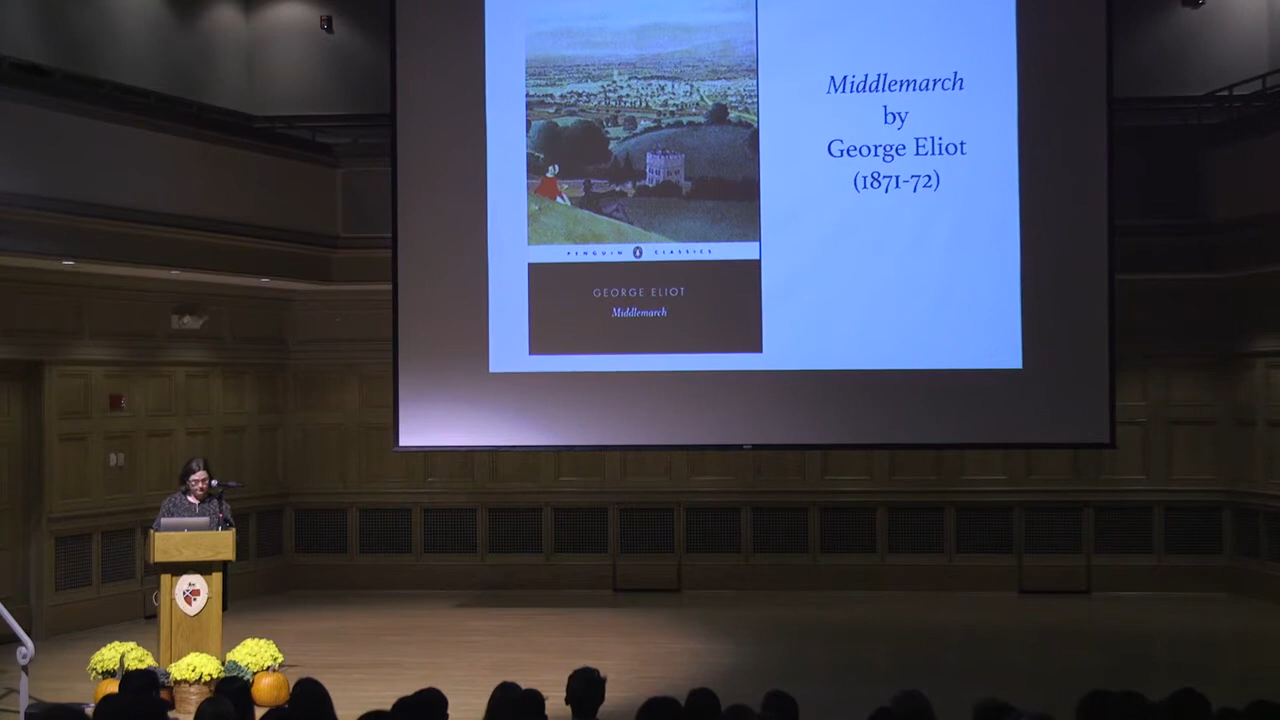 Middlemarch
by
George Eliot
(1871-72)
PENGUIN CLASSICS
GEORGE ELIOT
Middlemarch